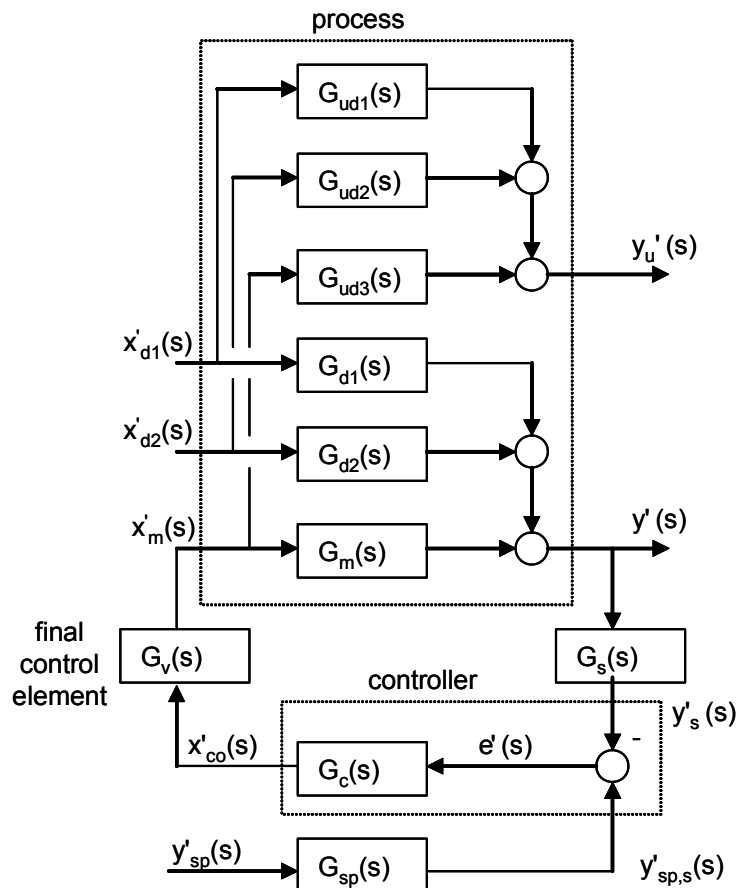 process
G_ud1(s)
G_ud2(s)
y_u'(s)
G_ud3(s)
x'_d1(s)
G_d1(s)
x'_d2(s)
G_d2(s)
x'_m(s)
y'(s)
G_m(s)
final
control
element
G_v(s)
G_s(s)
controller
y'_s (s)
-
x'_co(s)
e'(s)
G_c(s)
y'_sp(s)
G_sp(s)
y'_sp,s(s)